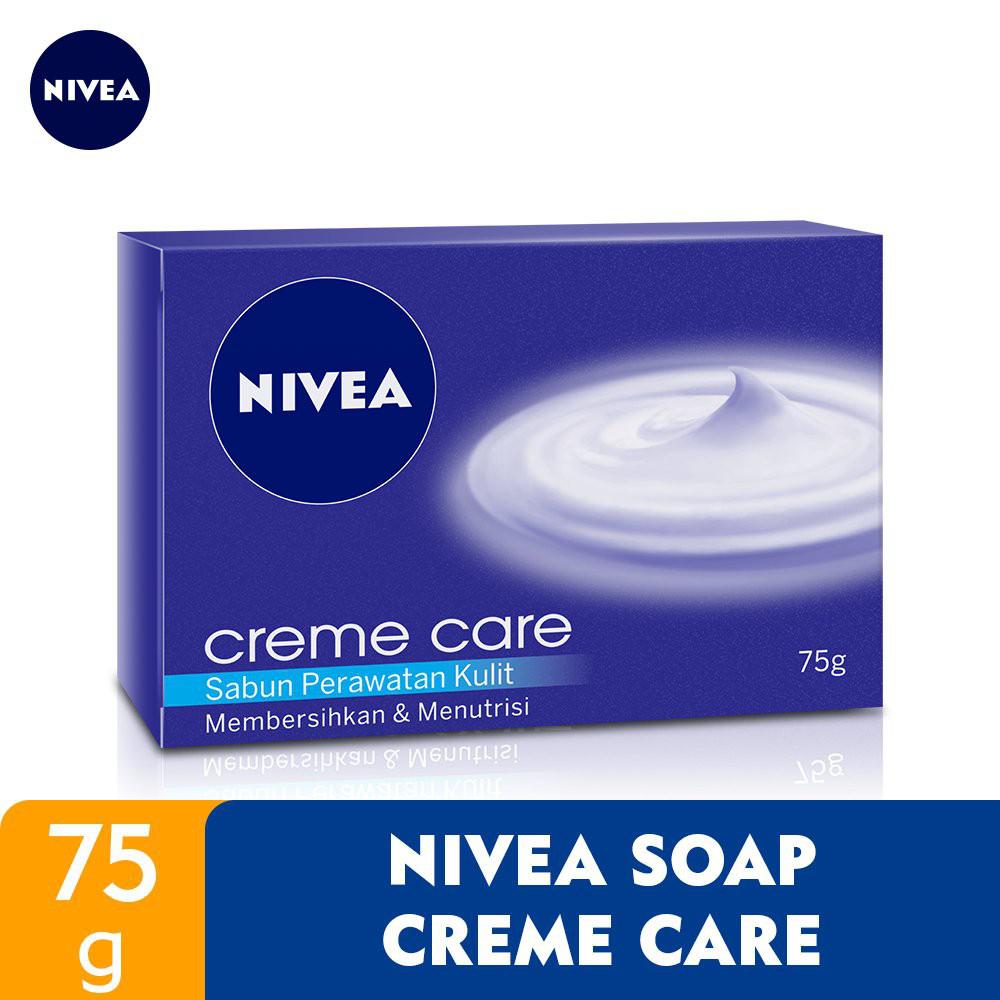 NIVEA
NIVEA
creme care
Sabun Perawatan Kulit
Membersihkan & Menutrisi
75g
75
g
NIVEA SOAP
CREME CARE